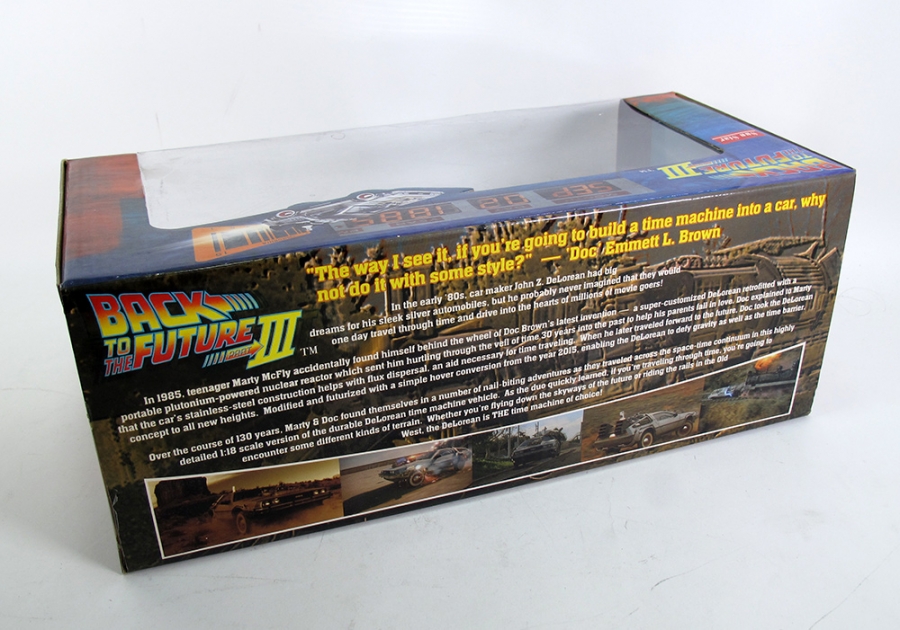 Sun Star
BACK TO THE FUTURE PART III
SEP 02 1885
BACK
TO THE FUTURE
PART III ™
"The way I see it, if you're going to build a time machine into a car, why
not do it with some style?" — 'Doc' Emmett L. Brown
In the early '80s, car maker John Z. DeLorean had big
dreams for his sleek silver automobiles, but he probably never imagined that they would
one day travel through time and drive into the hearts of millions of movie goers!
In 1985, teenager Marty McFly accidentally found himself behind the wheel of Doc Brown's latest invention — a super-customized DeLorean retrofitted with a
portable plutonium-powered nuclear reactor which sent him hurtling through the veil of time 30 years into the past to help his parents fall in love. Doc explained to Marty
that the car's stainless-steel construction helps with flux dispersal, an aid necessary for time traveling. When he later traveled forward to the future, Doc took the DeLorean
concept to all new heights. Modified and futurized with a simple hover conversion from the year 2015, enabling the DeLorean to defy gravity as well as the time barrier.
Over the course of 130 years, Marty & Doc found themselves in a number of nail-biting adventures as they traveled across the space-time continuum in this highly
detailed 1:18 scale version of the durable DeLorean time machine vehicle. As the duo quickly learned, if you're traveling through time, you're going to
encounter some different kinds of terrain. Whether you're flying down the skyways of the future or riding the rails in the Old
West, the DeLorean is THE time machine of choice!